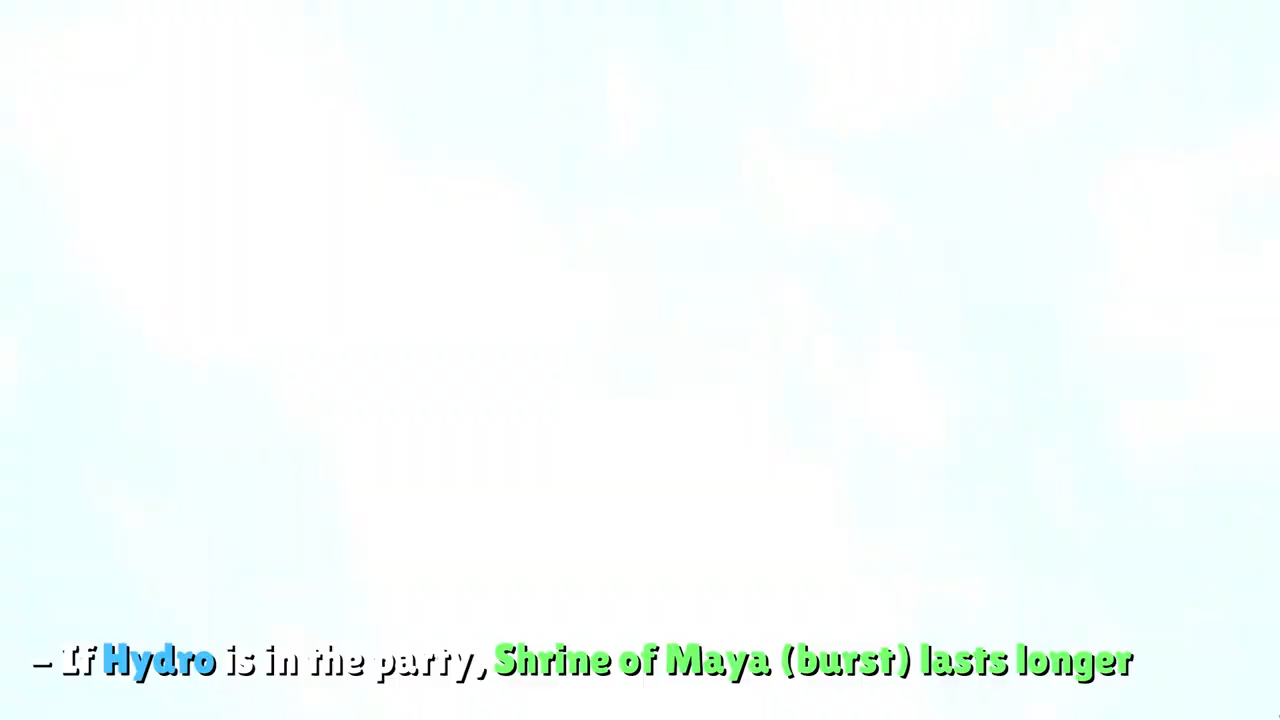 – If Hydro is in the party, Shrine of Maya (burst) lasts longer